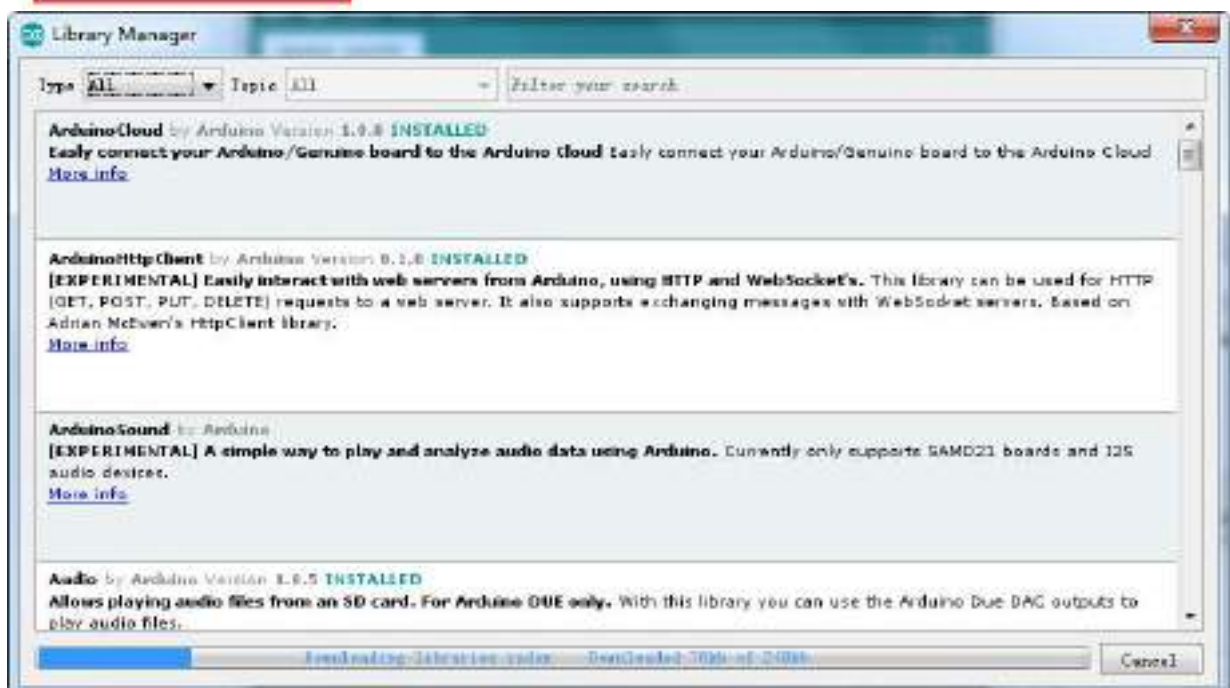 Library Manager
Type All Topic All Filter your search
ArduinoCloud by Arduino Version 1.0.0 INSTALLED
Easly connect your Arduino/Genuino board to the Arduino Cloud Easly connect your Arduino/Genuino board to the Arduino Cloud
More info
ArduinoHttpClient by Arduino Version 0.1.0 INSTALLED
[EXPERIMENTAL] Easily interact with web servers from Arduino, using HTTP and WebSocket's. This library can be used for HTTP
(GET, POST, PUT, DELETE) requests to a web server. It also supports exchanging messages with WebSocket servers. Based on
Adrian McEwen's HttpClient library.
More info
ArduinoSound by Arduino
[EXPERIMENTAL] A simple way to play and analyze audio data using Arduino. Currently only supports SAMD21 boards and I2S
audio devices.
More info
Audio by Arduino Version 1.0.5 INSTALLED
Allows playing audio files from an SD card. For Arduino DUE only. With this library you can use the Arduino Due DAC outputs to
play audio files.
Downloading libraries index. Downloaded of
Cancel